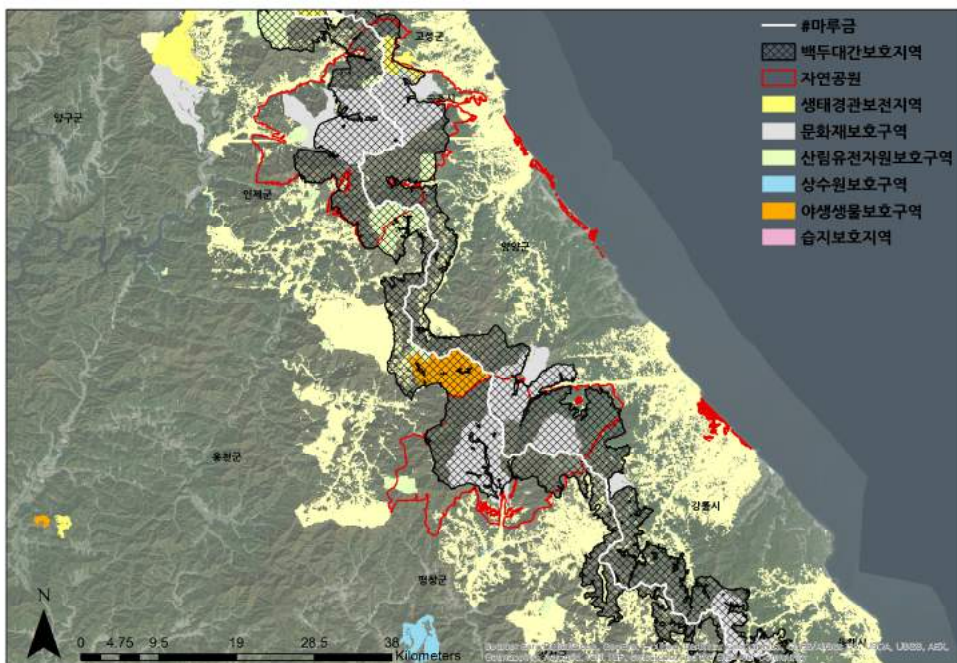 고성군
양구군
인제군
양양군
홍천군
강릉시
평창군
#마루금
백두대간보호지역
자연공원
생태경관보전지역
문화재보호구역
산림유전자원보호구역
상수원보호구역
야생생물보호구역
습지보호지역
N
0 4.75 9.5 19 28.5 38
Kilometers